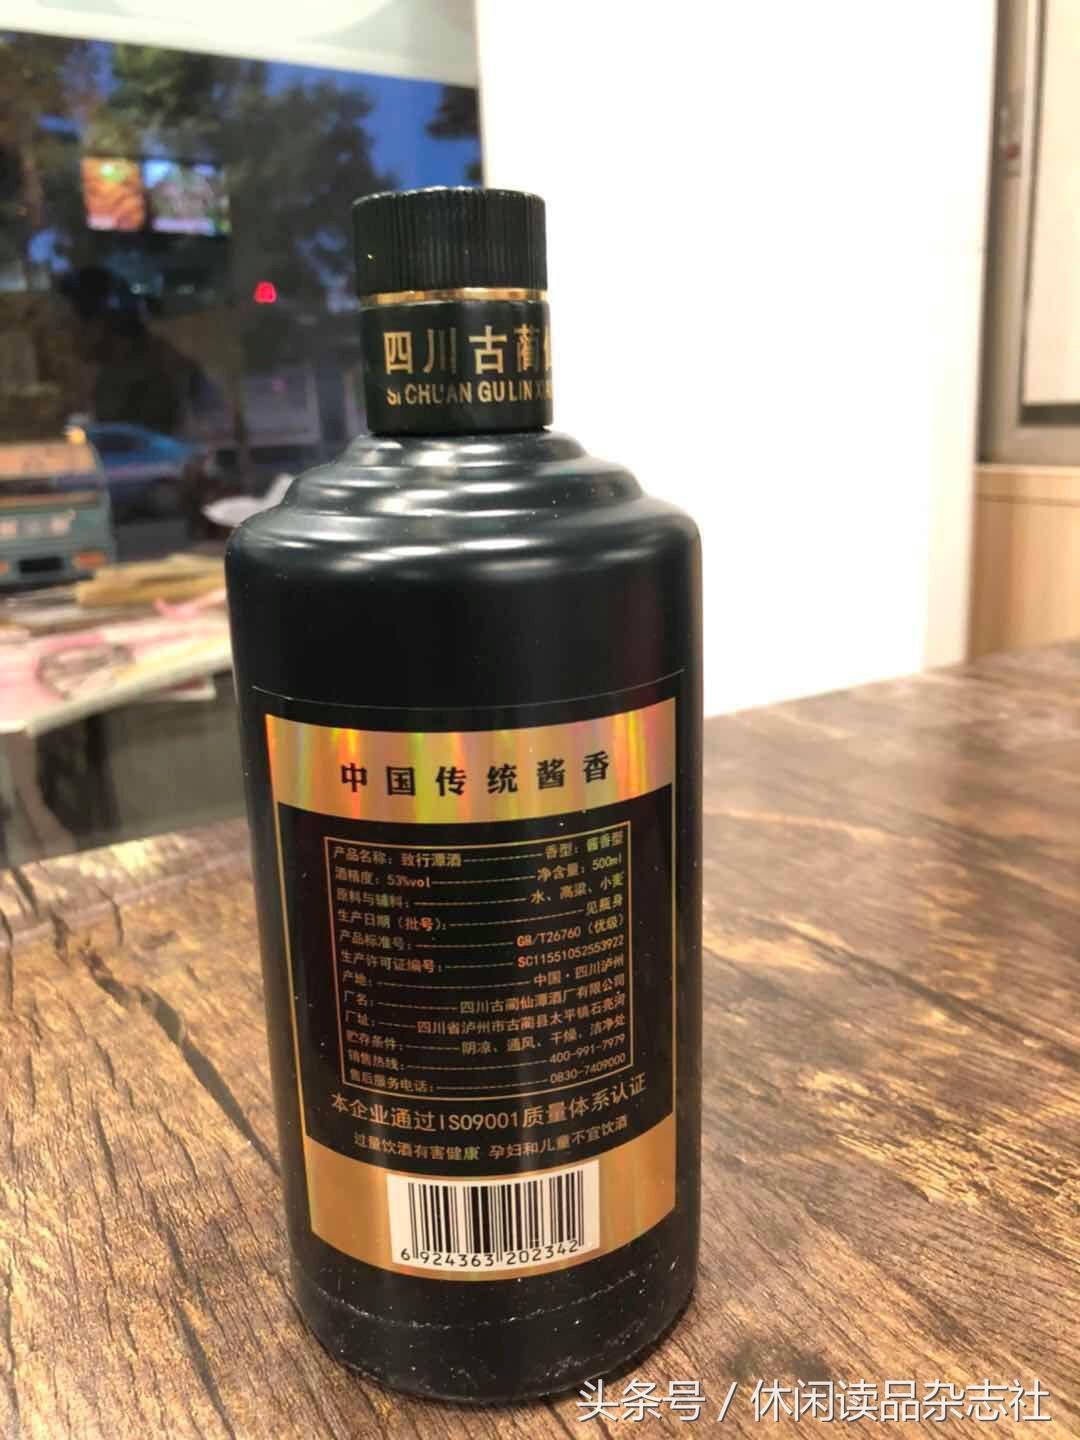 四川古蔺仙
SICHUAN GULIN XIA
中国传统酱香
产品名称：致行潭酒----------香型：酱香型
酒精度：53%vol----------净含量：500ml
原料与辅料：----------水、高粱、小麦
生产日期（批号）：----------见瓶身
产品标准号：----------GB/T26760（优级）
生产许可证编号：----------SC11551052553922
产地：----------中国·四川泸州
厂名：----------四川古蔺仙潭酒厂有限公司
厂址：----------四川省泸州市古蔺县太平镇石亮河
贮存条件：----------阴凉、通风、干燥、洁净处
销售热线：----------400-991-7979
售后服务电话：----------0830-7409000
本企业通过ISO9001质量体系认证
过量饮酒有害健康 孕妇和儿童不宜饮酒
6 924363 202342
头条号 / 休闲读品杂志社